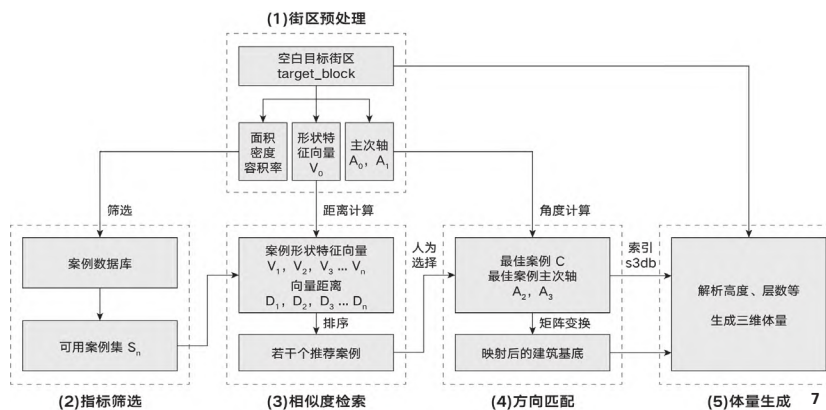 (1)街区预处理
空白目标街区
target_block
面积
密度
容积率
形状特
征向量
V₀
主次轴
A₀，A₁
筛选
距离计算
角度计算
案例数据库
可用案例集 Sₙ
(2)指标筛选
案例形状特征向量
V₁，V₂，V₃ ... Vₙ
向量距离
D₁，D₂，D₃ ... Dₙ
排序
若干个推荐案例
(3)相似度检索
人为
选择
最佳案例 C
最佳案例主次轴
A₂，A₃
矩阵变换
映射后的建筑基底
(4)方向匹配
索引
s3db
解析高度、层数等
生成三维体量
(5)体量生成
7